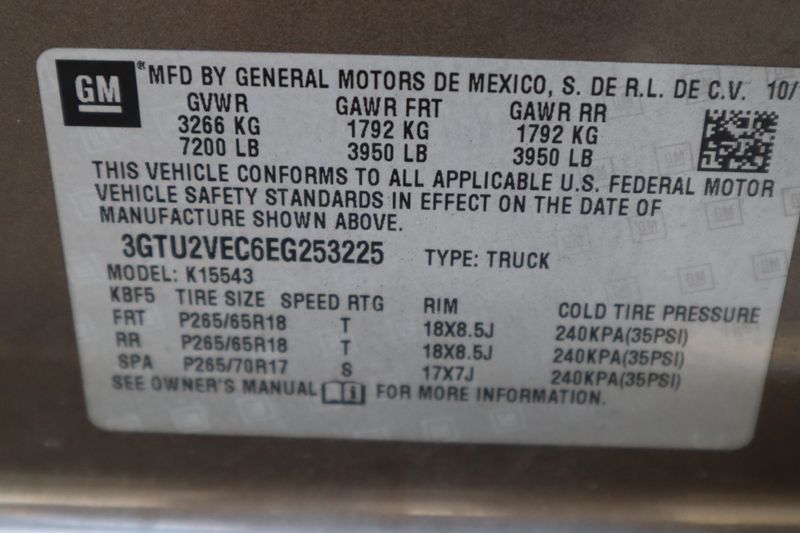 GM® MFD BY GENERAL MOTORS DE MEXICO, S. DE R.L. DE C.V. 10/
GVWR GAWR FRT GAWR RR
3266 KG 1792 KG 1792 KG
7200 LB 3950 LB 3950 LB
THIS VEHICLE CONFORMS TO ALL APPLICABLE U.S. FEDERAL MOTOR
VEHICLE SAFETY STANDARDS IN EFFECT ON THE DATE OF
MANUFACTURE SHOWN ABOVE.
3GTU2VEC6EG253225 TYPE: TRUCK
MODEL: K15543
KBF5 TIRE SIZE SPEED RTG RIM COLD TIRE PRESSURE
FRT P265/65R18 T 18X8.5J 240KPA(35PSI)
RR P265/65R18 T 18X8.5J 240KPA(35PSI)
SPA P265/70R17 S 17X7J 240KPA(35PSI)
SEE OWNER'S MANUAL FOR MORE INFORMATION.